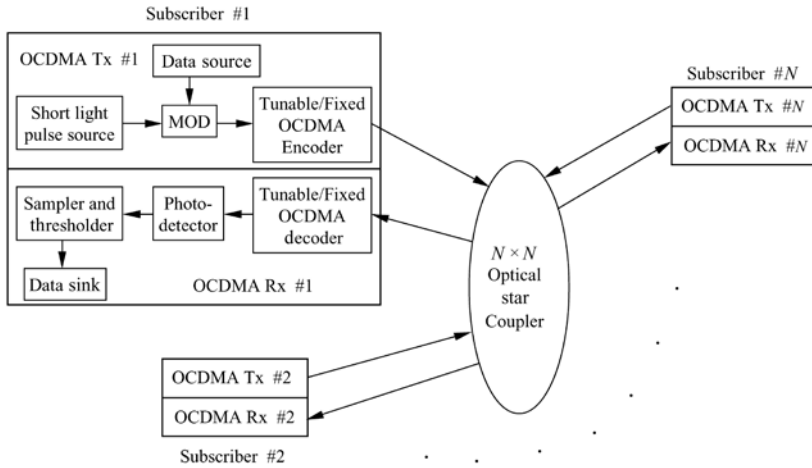 Subscriber #1
OCDMA Tx #1
Data source
Short light
pulse source
MOD
Tunable/Fixed
OCDMA
Encoder
Sampler and
thresholder
Photo-
detector
Tunable/Fixed
OCDMA
decoder
Data sink
OCDMA Rx #1
Subscriber #N
OCDMA Tx #N
OCDMA Rx #N
N × N
Optical
star
Coupler
OCDMA Tx #2
OCDMA Rx #2
Subscriber #2